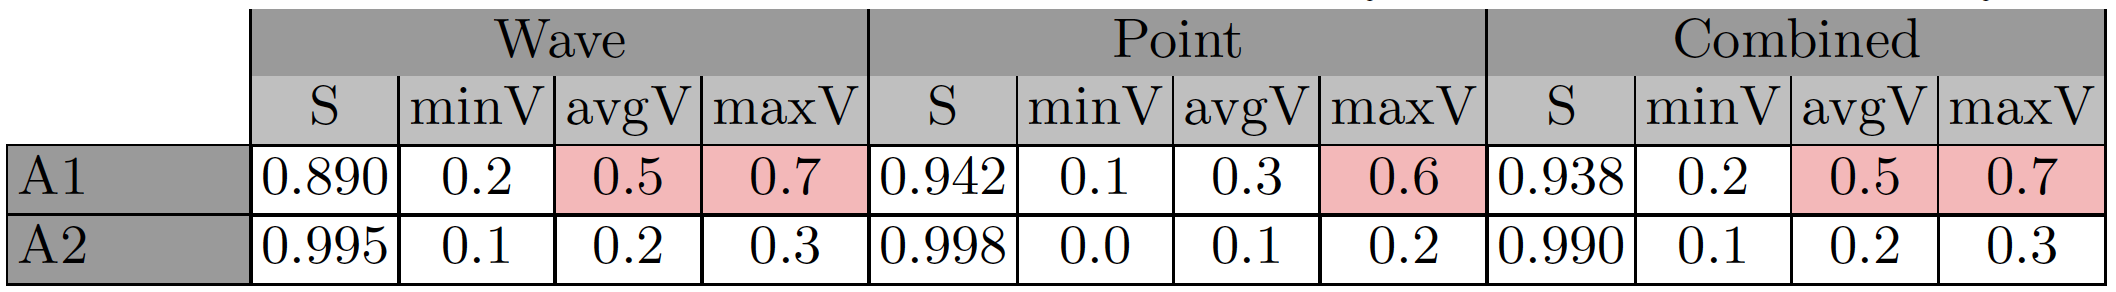 Wave Point Combined
S minV avgV maxV S minV avgV maxV S minV avgV maxV
A1 0.890 0.2 0.5 0.7 0.942 0.1 0.3 0.6 0.938 0.2 0.5 0.7
A2 0.995 0.1 0.2 0.3 0.998 0.0 0.1 0.2 0.990 0.1 0.2 0.3